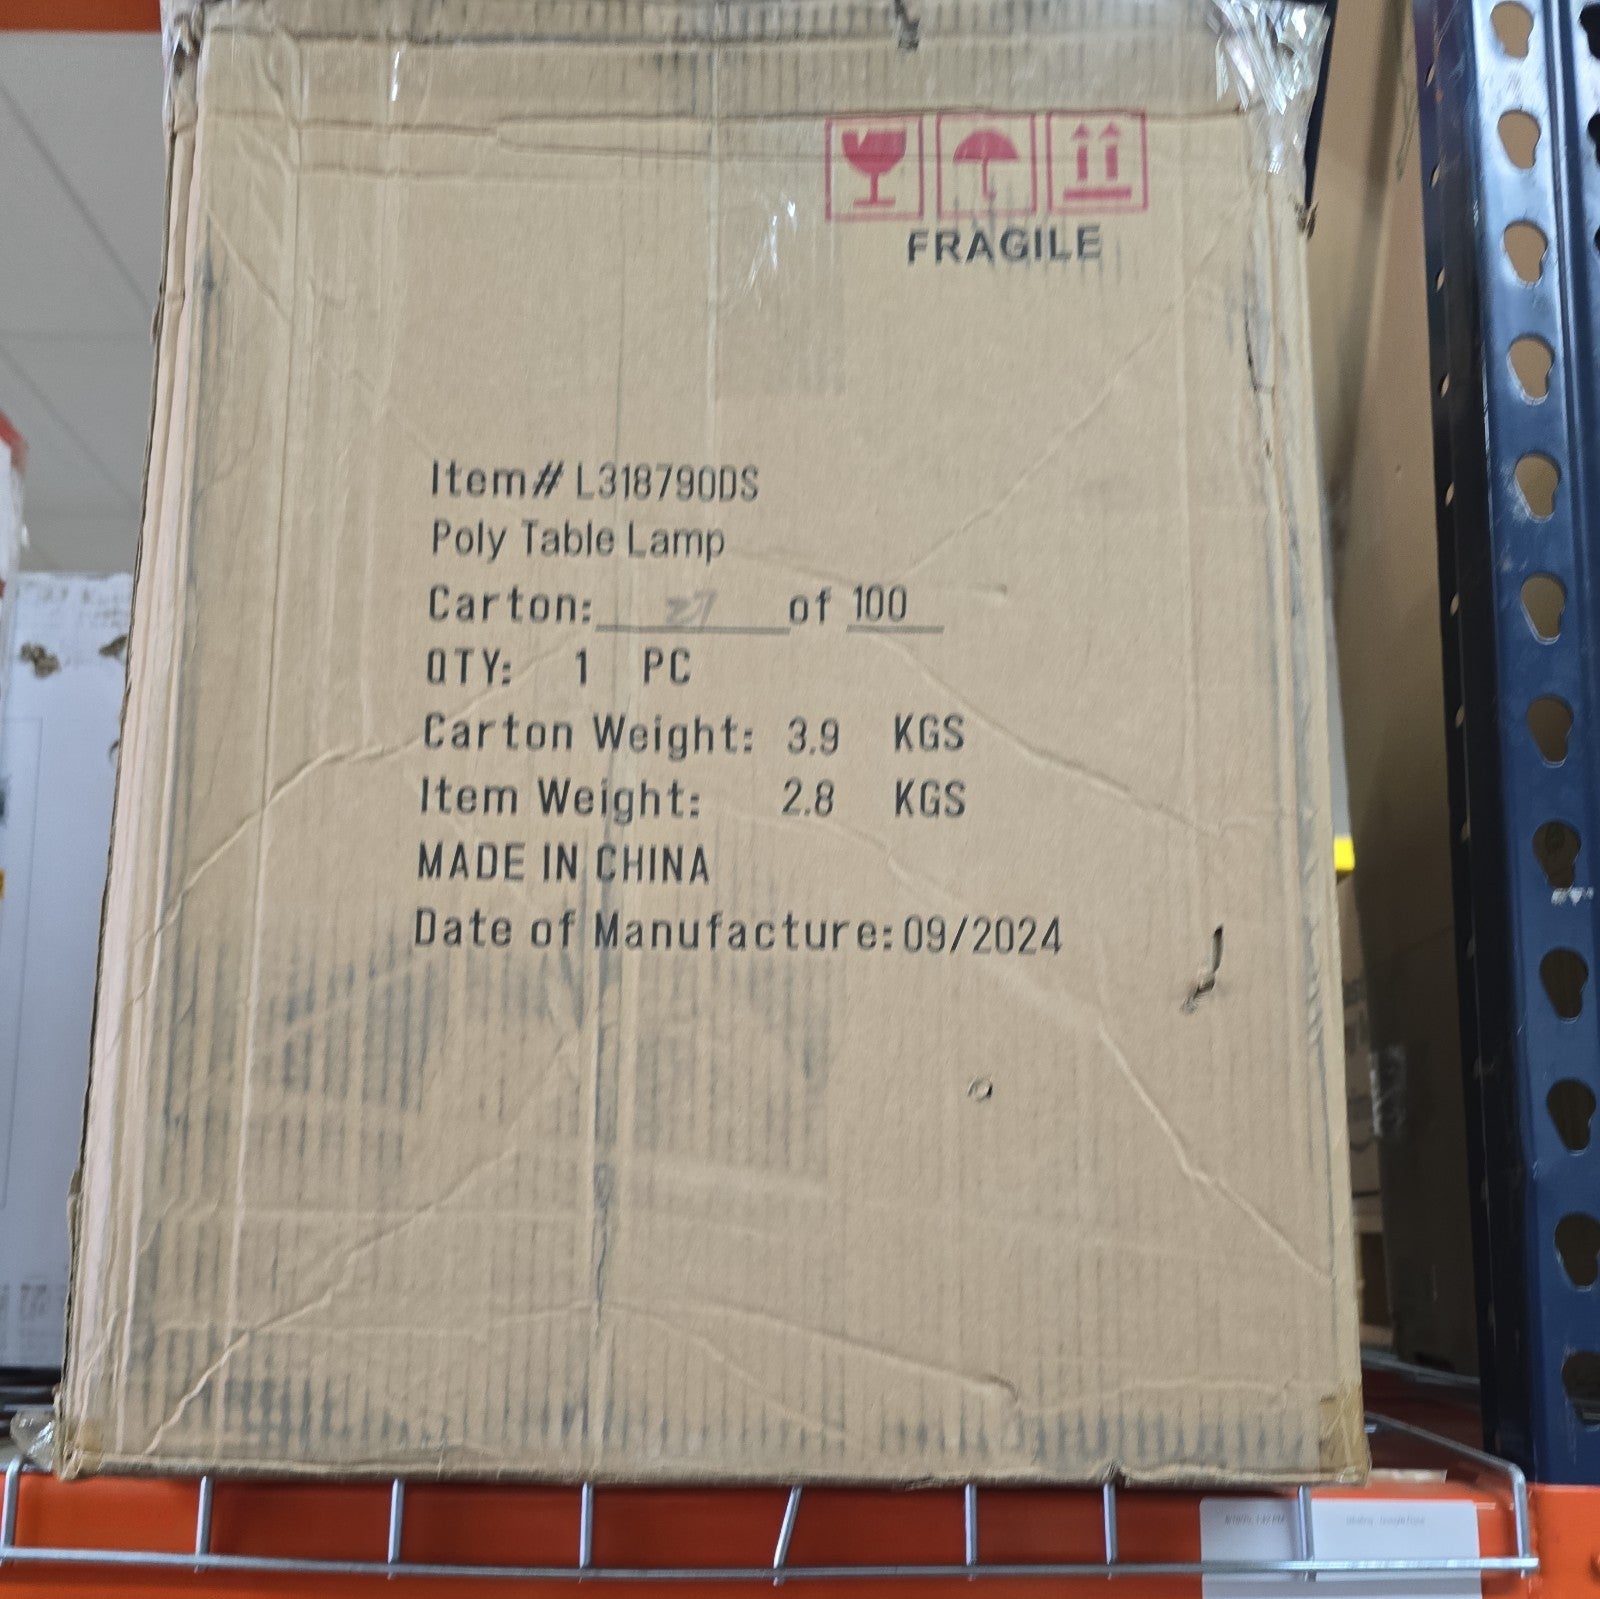 FRAGILE
Item# L318790DS
Poly Table Lamp
Carton: 27 of 100
QTY: 1 PC
Carton Weight: 3.9 KGS
Item Weight: 2.8 KGS
MADE IN CHINA
Date of Manufacture: 09/2024